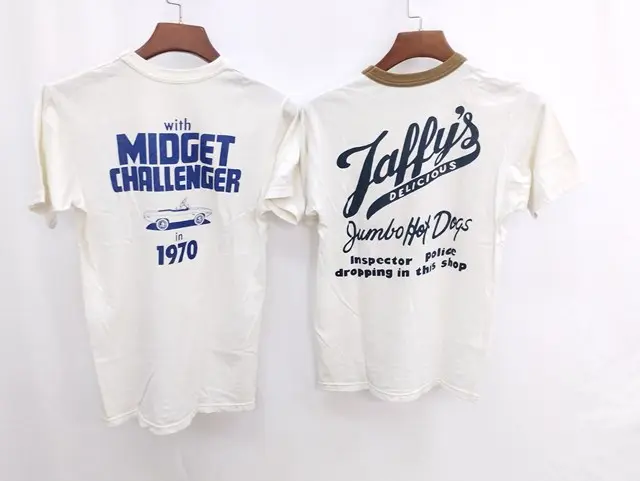 with
MIDGET
CHALLENGER
in
1970
Jaffy's
DELICIOUS
Jumbo Hot Dogs
Inspector police
dropping in this shop